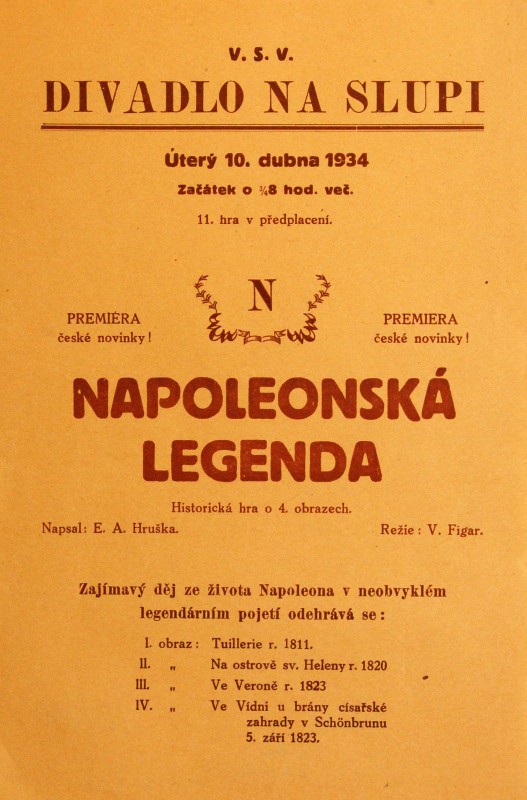 V. S. V.
DIVADLO NA SLUPI
Úterý 10. dubna 1934
Začátek o ¾8 hod. več.
11. hra v předplacení.
N
PREMIÉRA
české novinky!
PREMIERA
české novinky!
NAPOLEONSKÁ
LEGENDA
Historická hra o 4. obrazech.
Napsal: E. A. Hruška.
Režie: V. Figar.
Zajímavý děj ze života Napoleona v neobvyklém
legendárním pojetí odehrává se:
I. obraz: Tuillerie r. 1811.
II. „ Na ostrově sv. Heleny r. 1820
III. „ Ve Veroně r. 1823
IV. „ Ve Vídni u brány císařské
zahrady v Schönbrunu
5. září 1823.